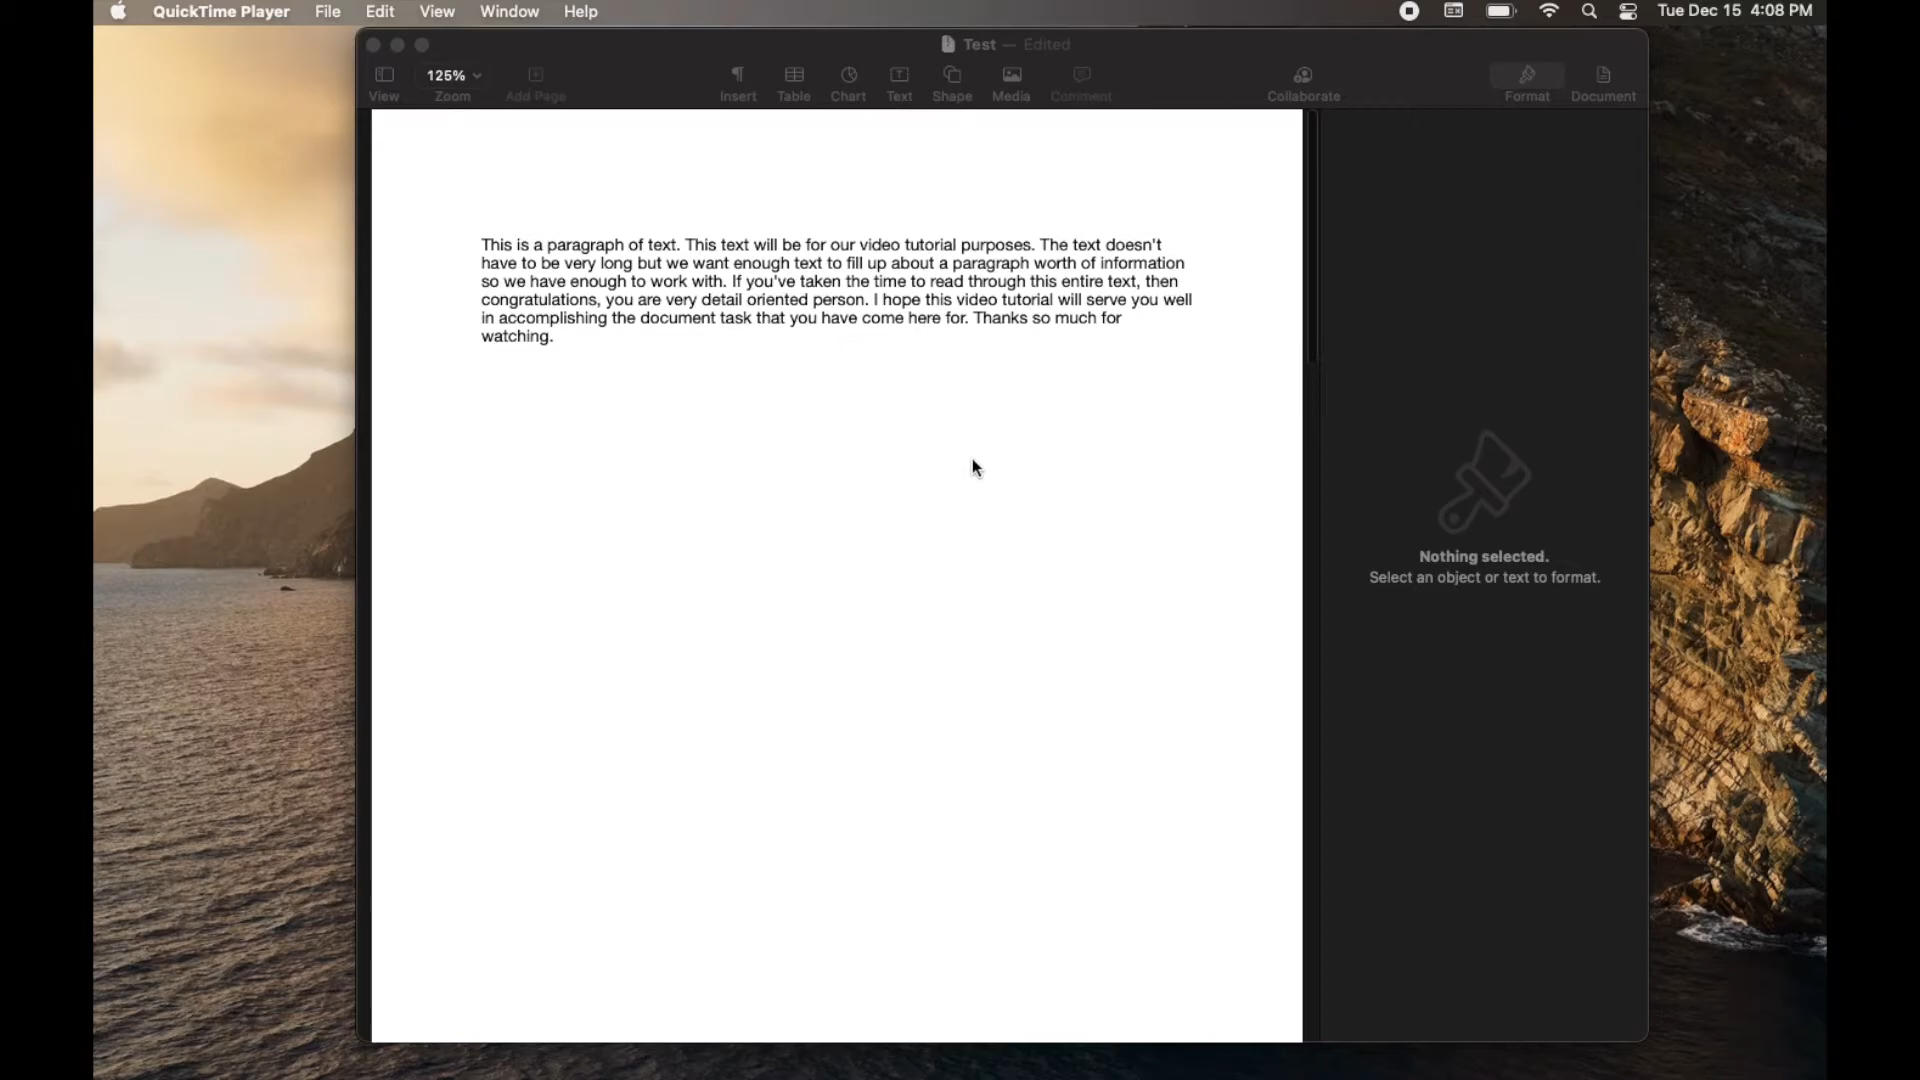 QuickTime Player File Edit View Window Help Tue Dec 15 4:08 PM
Test — Edited
125%
View Zoom Add Page Insert Table Chart Text Shape Media Comment Collaborate Format Document
This is a paragraph of text. This text will be for our video tutorial purposes. The text doesn't
have to be very long but we want enough text to fill up about a paragraph worth of information
so we have enough to work with. If you've taken the time to read through this entire text, then
congratulations, you are very detail oriented person. I hope this video tutorial will serve you well
in accomplishing the document task that you have come here for. Thanks so much for
watching.
Nothing selected.
Select an object or text to format.